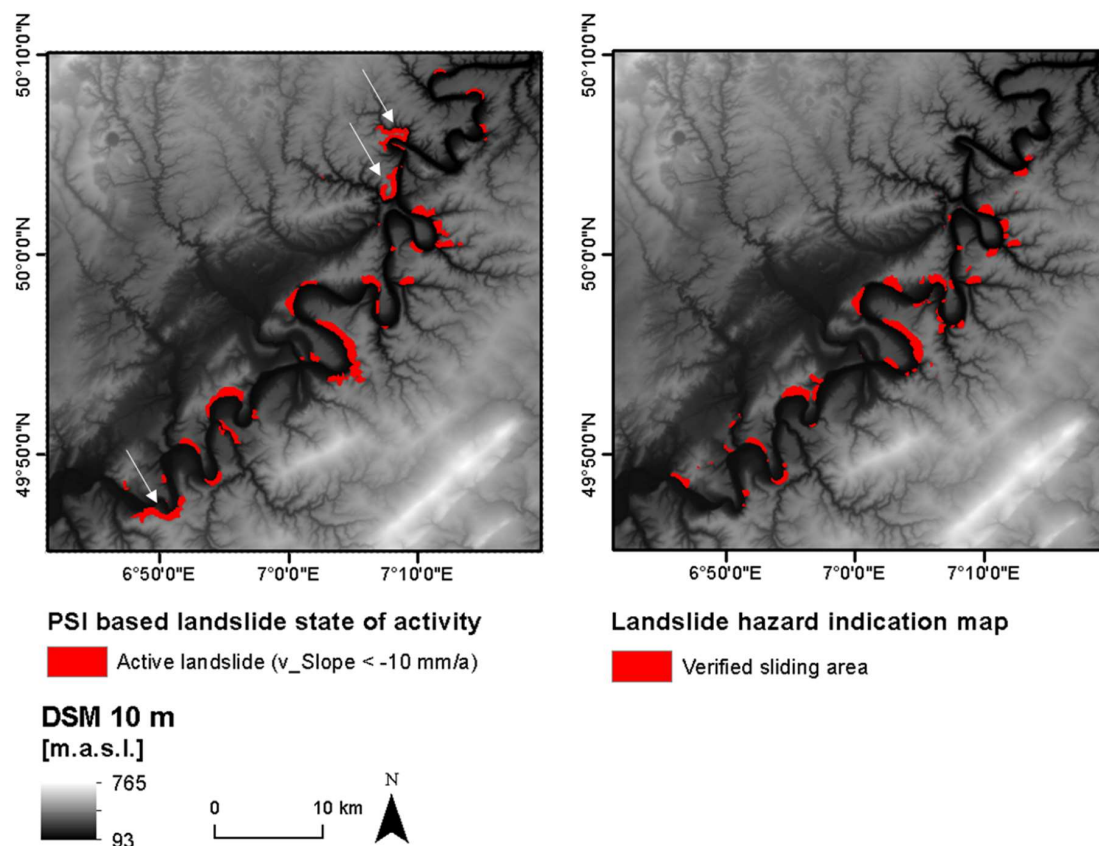 50°10'0"N
50°0'0"N
49°50'0"N
6°50'0"E 7°0'0"E 7°10'0"E
50°10'0"N
50°0'0"N
49°50'0"N
6°50'0"E 7°0'0"E 7°10'0"E
PSI based landslide state of activity
Active landslide (v_Slope < -10 mm/a)
Landslide hazard indication map
Verified sliding area
DSM 10 m
[m.a.s.l.]
765
93
0 10 km
N